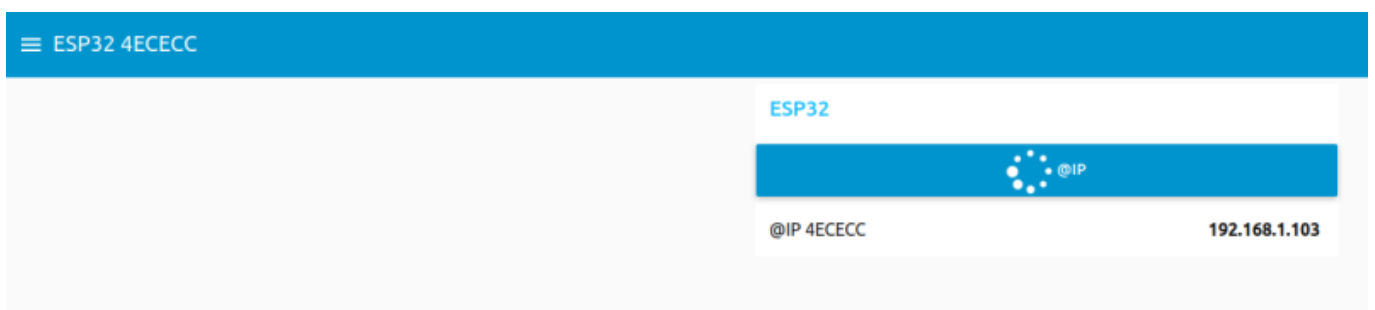 ESP32 4ECECC
ESP32
@IP
@IP 4ECECC 192.168.1.103